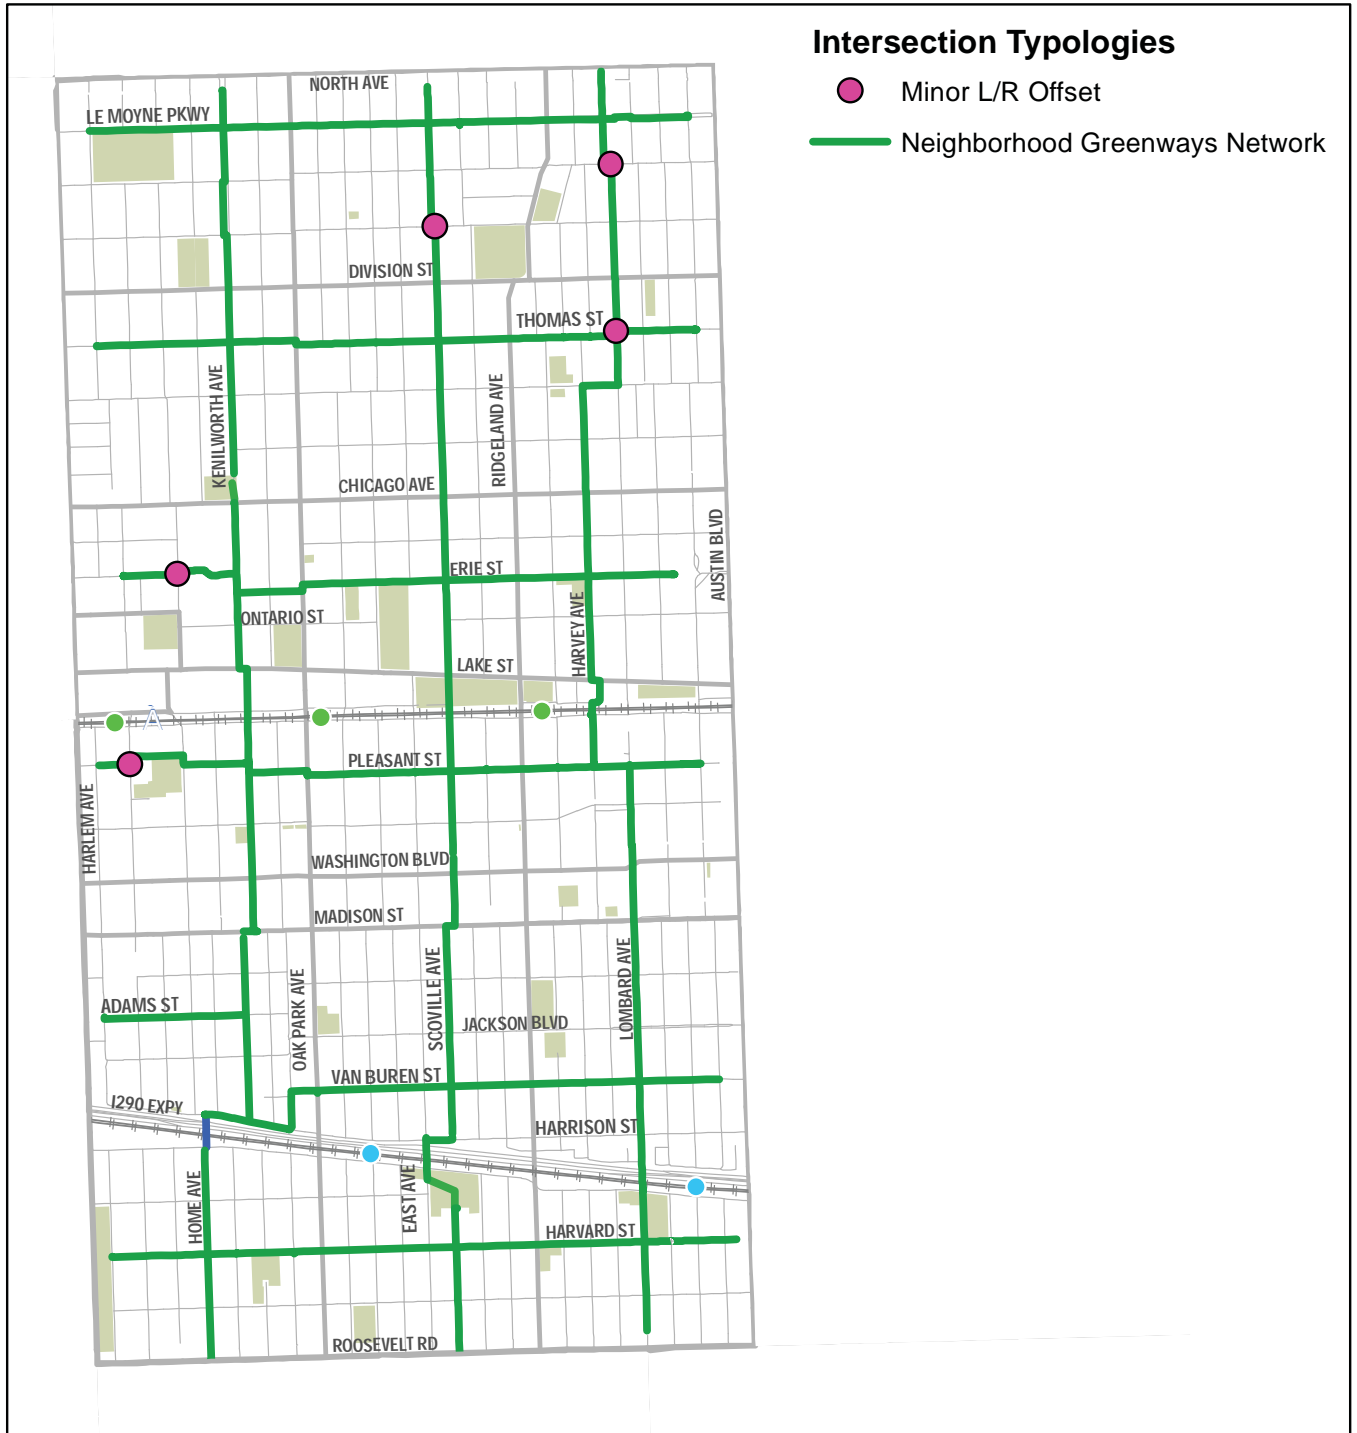 Intersection Typologies
Minor L/R Offset
Neighborhood Greenways Network
NORTH AVE
LE MOYNE PKWY
DIVISION ST
THOMAS ST
KENILWORTH AVE
RIDGELAND AVE
CHICAGO AVE
AUSTIN BLVD
ERIE ST
ONTARIO ST
HARVEY AVE
LAKE ST
PLEASANT ST
HARLEM AVE
WASHINGTON BLVD
MADISON ST
SCOVILLE AVE
LOMBARD AVE
OAK PARK AVE
ADAMS ST
JACKSON BLVD
VAN BUREN ST
I290 EXPY
HARRISON ST
HOME AVE
EAST AVE
HARVARD ST
ROOSEVELT RD